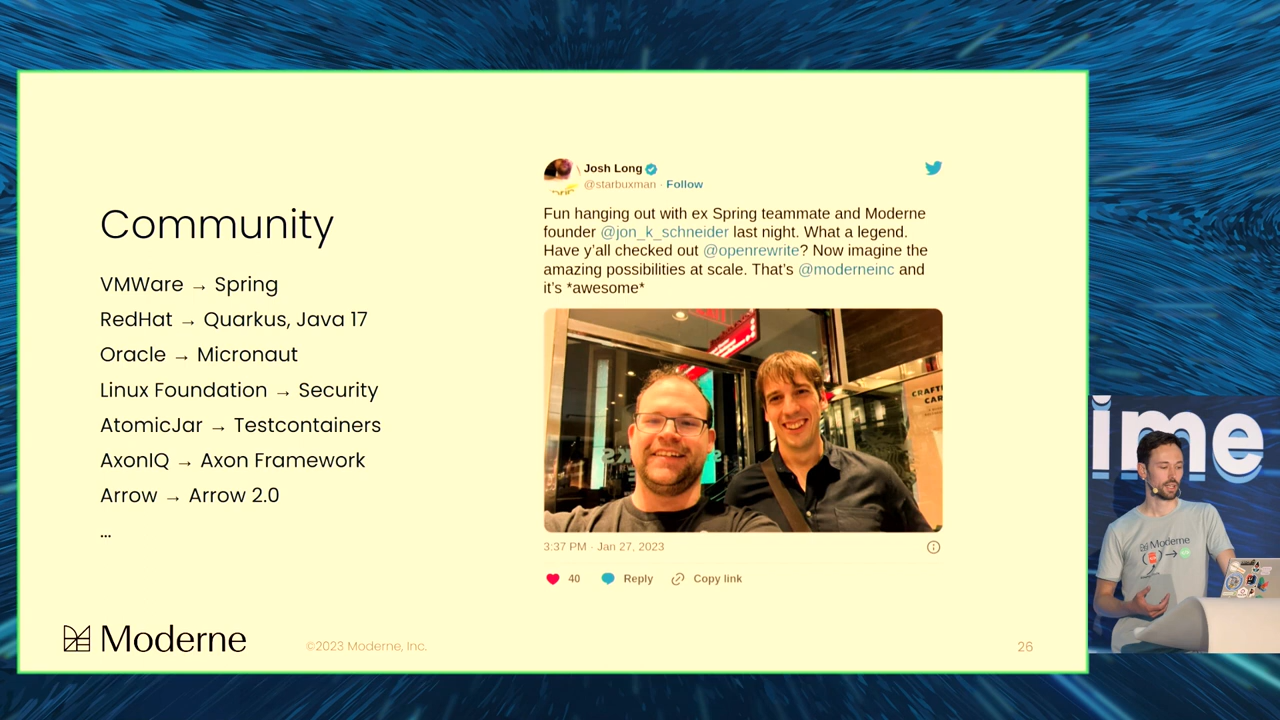 Community
VMWare → Spring
RedHat → Quarkus, Java 17
Oracle → Micronaut
Linux Foundation → Security
AtomicJar → Testcontainers
AxonIQ → Axon Framework
Arrow → Arrow 2.0
...
Josh Long
@starbuxman · Follow
Fun hanging out with ex Spring teammate and Moderne
founder @jon_k_schneider last night. What a legend.
Have y'all checked out @openrewrite? Now imagine the
amazing possibilities at scale. That's @moderneinc and
it's *awesome*
CRAFT
CAR
3:37 PM · Jan 27, 2023
40 Reply Copy link
Moderne
©2023 Moderne, Inc.
26
ime
Moderne